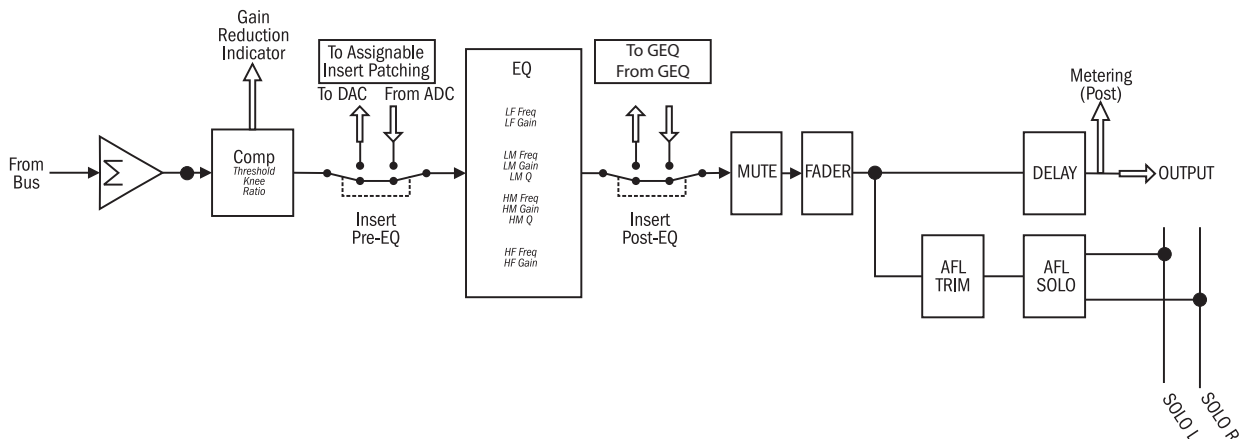 Gain
Reduction
Indicator
To Assignable
Insert Patching
To DAC From ADC
EQ
To GEQ
From GEQ
Metering
(Post)
LF Freq
LF Gain
LM Freq
LM Gain
LM Q
HM Freq
HM Gain
HM Q
HF Freq
HF Gain
From
Bus
Σ
Comp
Threshold
Knee
Ratio
Insert
Pre-EQ
Insert
Post-EQ
MUTE
FADER
DELAY
OUTPUT
AFL
TRIM
AFL
SOLO
SOLO L
SOLO R